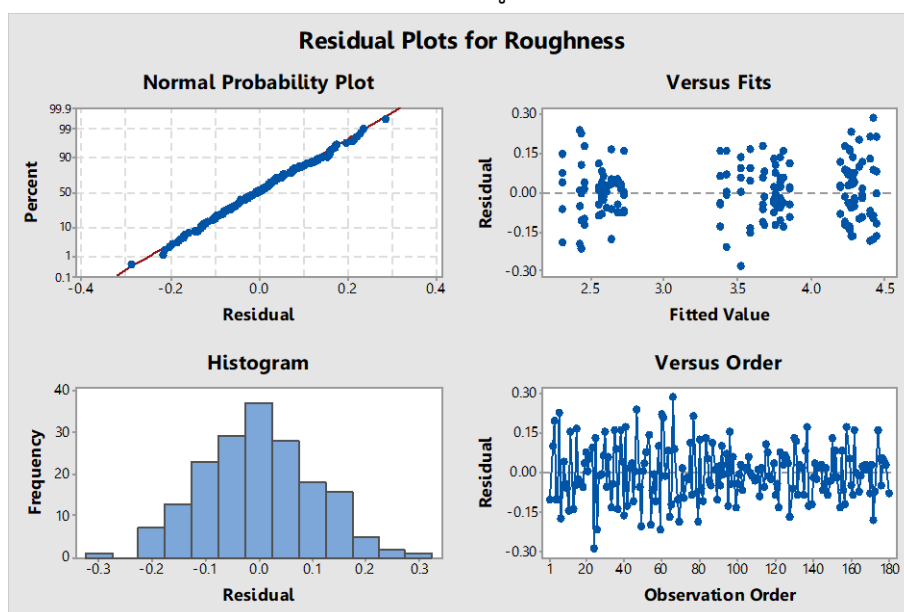 Residual Plots for Roughness
Normal Probability Plot
99.9
99
90
50
10
1
0.1
Percent
-0.4 -0.2 0.0 0.2 0.4
Residual
Versus Fits
0.30
0.15
0.00
-0.15
-0.30
Residual
2.5 3.0 3.5 4.0 4.5
Fitted Value
Histogram
40
30
20
10
0
Frequency
-0.3 -0.2 -0.1 0.0 0.1 0.2 0.3
Residual
Versus Order
0.30
0.15
0.00
-0.15
-0.30
Residual
1 20 40 60 80 100 120 140 160 180
Observation Order